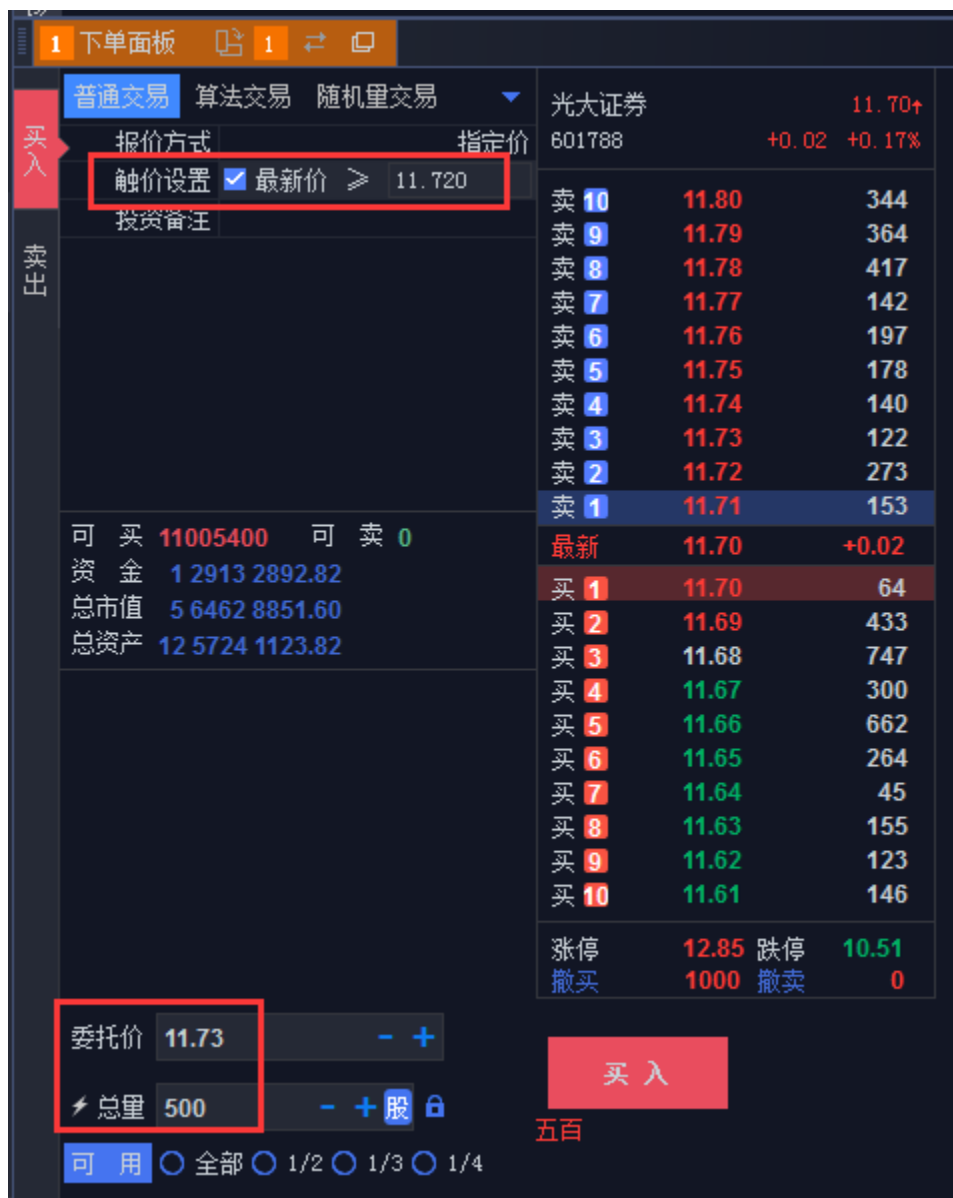 1 下单面板 1
普通交易 算法交易 随机量交易
报价方式 指定价
触价设置 最新价 ≥ 11.720
投资备注
买入
卖出
可 买 11005400 可 卖 0
资 金 1 2913 2892.82
总市值 5 6462 8851.60
总资产 12 5724 1123.82
委托价 11.73 - +
总量 500 - + 股
可 用 全部 1/2 1/3 1/4
光大证券 11.70↑
601788 +0.02 +0.17%
卖 10 11.80 344
卖 9 11.79 364
卖 8 11.78 417
卖 7 11.77 142
卖 6 11.76 197
卖 5 11.75 178
卖 4 11.74 140
卖 3 11.73 122
卖 2 11.72 273
卖 1 11.71 153
最新 11.70 +0.02
买 1 11.70 64
买 2 11.69 433
买 3 11.68 747
买 4 11.67 300
买 5 11.66 662
买 6 11.65 264
买 7 11.64 45
买 8 11.63 155
买 9 11.62 123
买 10 11.61 146
涨停 12.85 跌停 10.51
撤买 1000 撤卖 0
买 入
五百